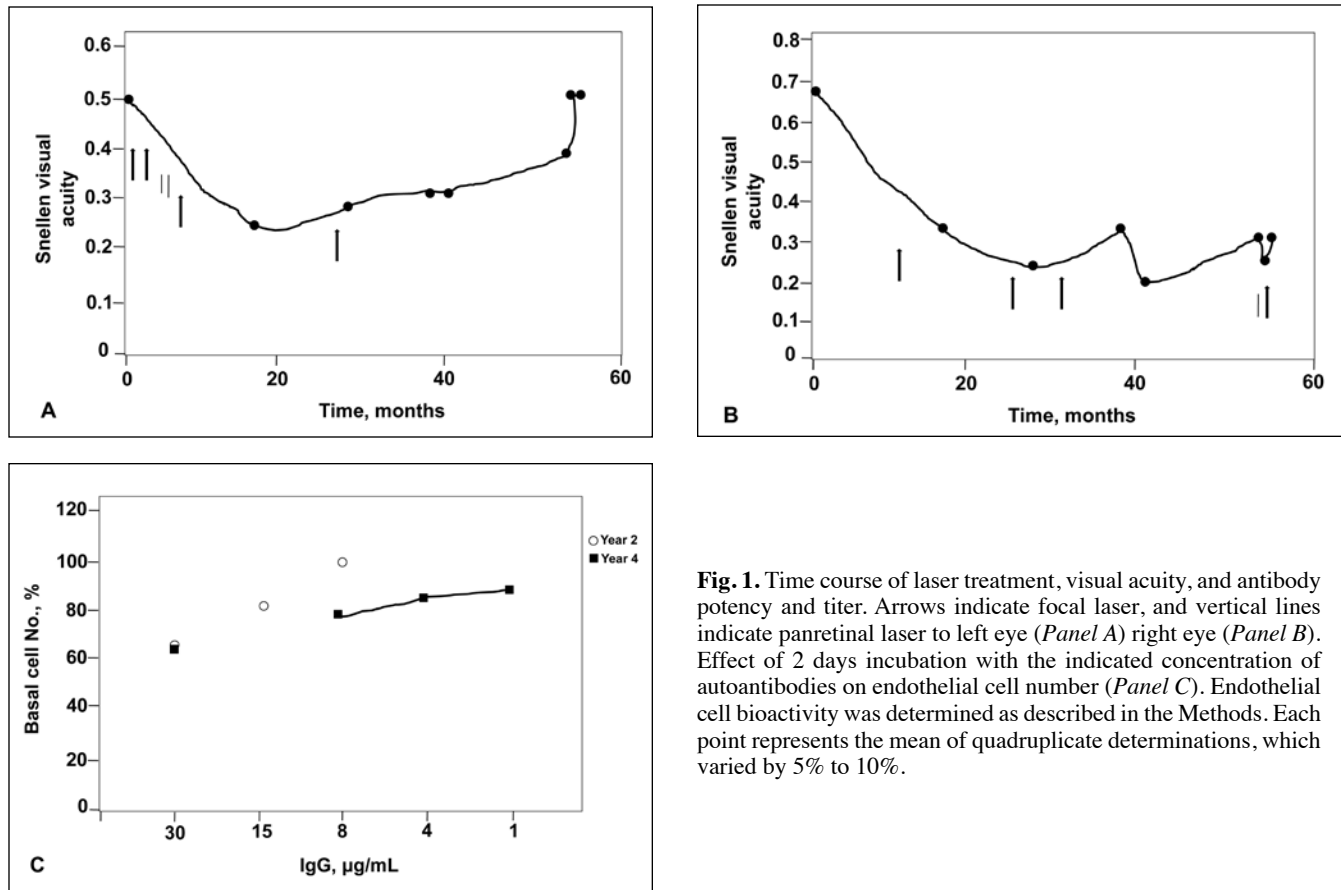 0.6
0.5
0.4
0.3
0.2
0.1
0
Snellen visual
acuity
0
20
40
60
Time, months
A
0.8
0.7
0.6
0.5
0.4
0.3
0.2
0.1
0
Snellen visual
acuity
0
20
40
60
Time, months
B
120
100
80
60
40
20
0
Basal cell No., %
Year 2
Year 4
30
15
8
4
1
IgG, µg/mL
C
Fig. 1. Time course of laser treatment, visual acuity, and antibody
potency and titer. Arrows indicate focal laser, and vertical lines
indicate panretinal laser to left eye (Panel A) right eye (Panel B).
Effect of 2 days incubation with the indicated concentration of
autoantibodies on endothelial cell number (Panel C). Endothelial
cell bioactivity was determined as described in the Methods. Each
point represents the mean of quadruplicate determinations, which
varied by 5% to 10%.